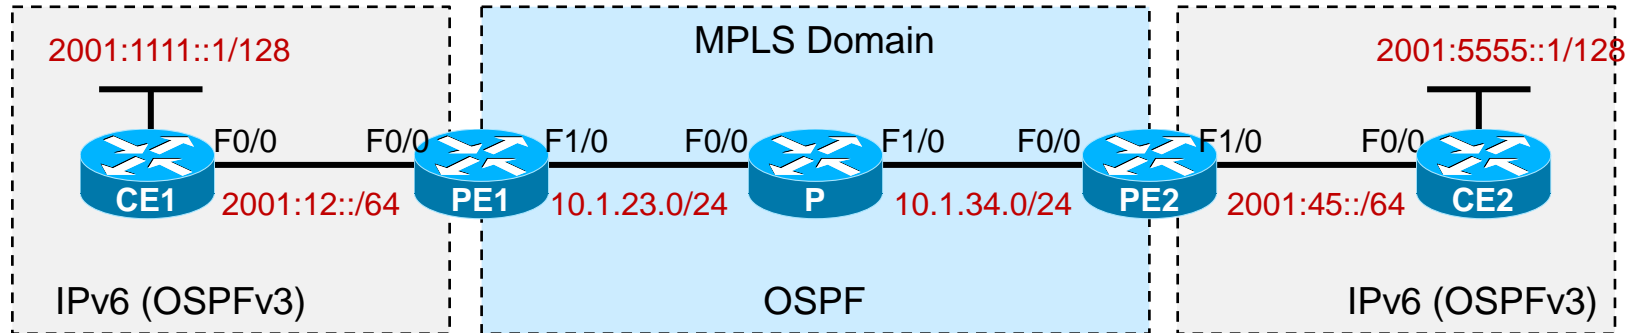 MPLS Domain
2001:1111::1/128
2001:5555::1/128
F0/0
F0/0
F1/0
F0/0
F1/0
F0/0
F1/0
F0/0
CE1
2001:12::/64
PE1
10.1.23.0/24
P
10.1.34.0/24
PE2
2001:45::/64
CE2
IPv6 (OSPFv3)
OSPF
IPv6 (OSPFv3)